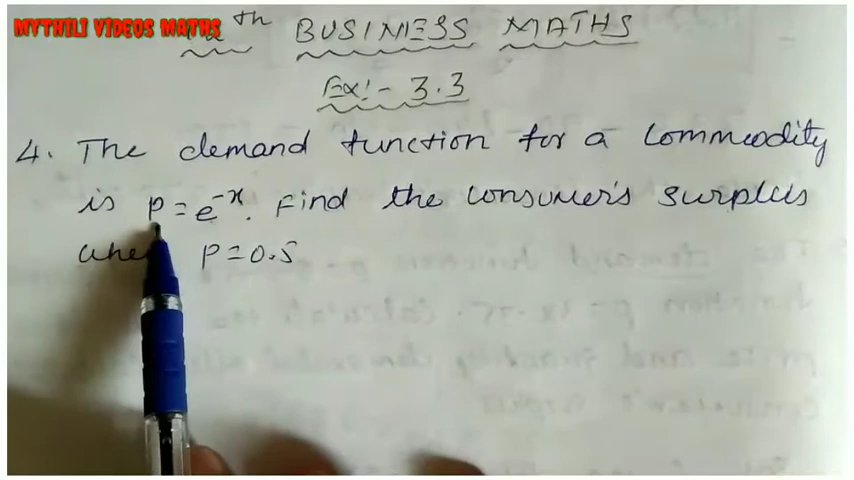 MYTHILI VIDEOS MATHS
th BUSINESS MATHS
Ex:- 3.3
4. The demand function for a commodity
is p = e^-x. Find the consumer's surplus
when p = 0.5